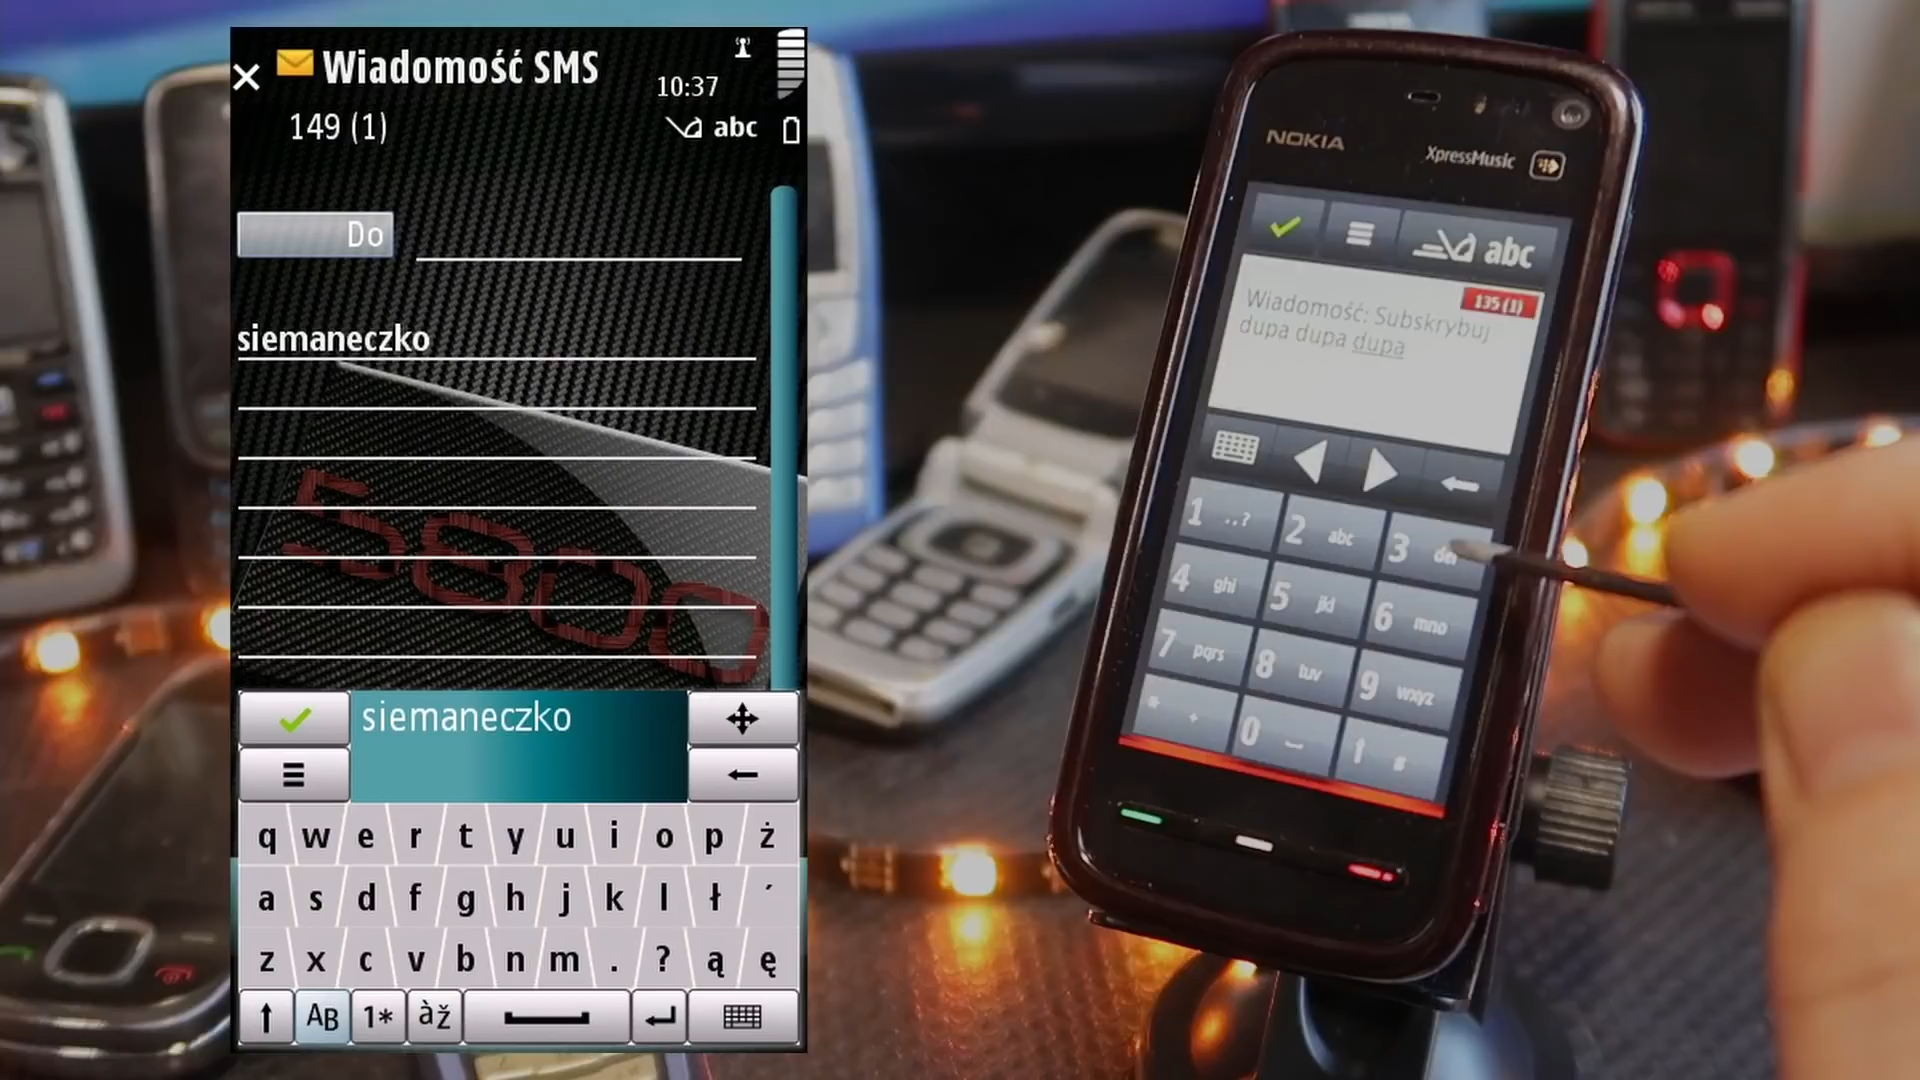 Wiadomość SMS
10:37
149 (1)
abc
Do
siemaneczko
5800
siemaneczko
q w e r t y u i o p ż
a s d f g h j k l ł ´
z x c v b n m . ? ą ę
AB 1* àž
NOKIA
XpressMusic
abc
135 (1)
Wiadomość: Subskrybuj
dupa dupa dupa
1 ..? 2 abc 3
4 ghi 5 jkl 6 mno
7 pqrs 8 tuv 9 wxyz
* + 0 #